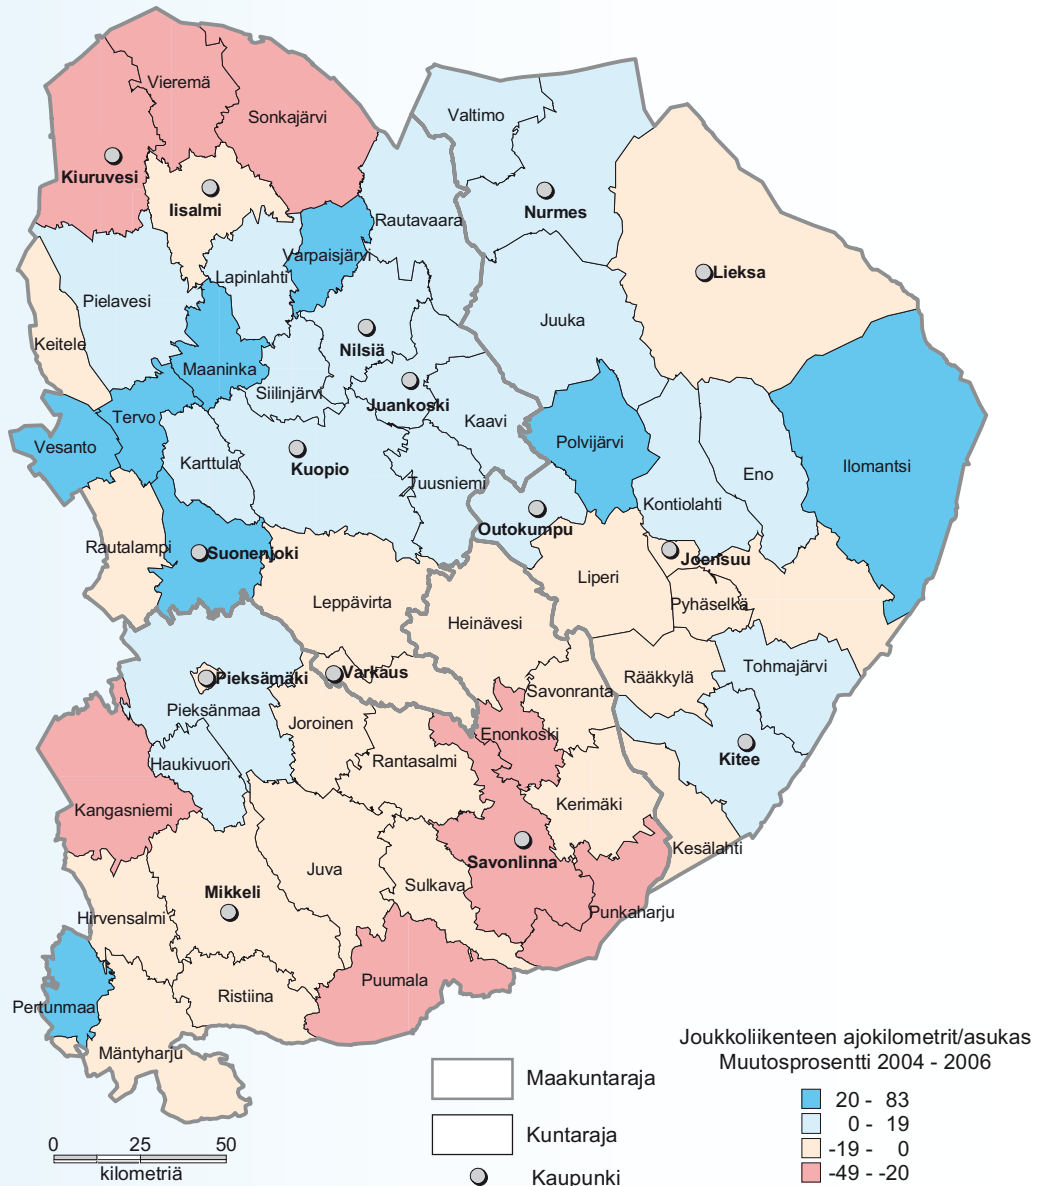 Vieremä
Valtimo
Sonkajärvi
Kiuruvesi
Iisalmi
Nurmes
Rautavaara
Varpaisjärvi
Lapinlahti
Lieksa
Pielavesi
Juuka
Keitele
Nilsiä
Maaninka
Siilinjärvi
Juankoski
Tervo
Kaavi
Vesanto
Polvijärvi
Karttula
Kuopio
Ilomantsi
Tuusniemi
Eno
Kontiolahti
Outokumpu
Rautalampi
Suonenjoki
Joensuu
Liperi
Leppävirta
Pyhäselkä
Heinävesi
Tohmajärvi
Pieksämäki
Varkaus
Rääkkylä
Savonranta
Pieksänmaa
Joroinen
Enonkoski
Kitee
Haukivuori
Rantasalmi
Kangasniemi
Kerimäki
Kesälahti
Savonlinna
Juva
Sulkava
Mikkeli
Punkaharju
Hirvensalmi
Puumala
Ristiina
Pertunmaa
Mäntyharju
Joukkoliikenteen ajokilometrit/asukas
Muutosprosentti 2004 - 2006
20 - 83
0 - 19
-19 - 0
-49 - -20
Maakuntaraja
Kuntaraja
Kaupunki
0 25 50
kilometriä